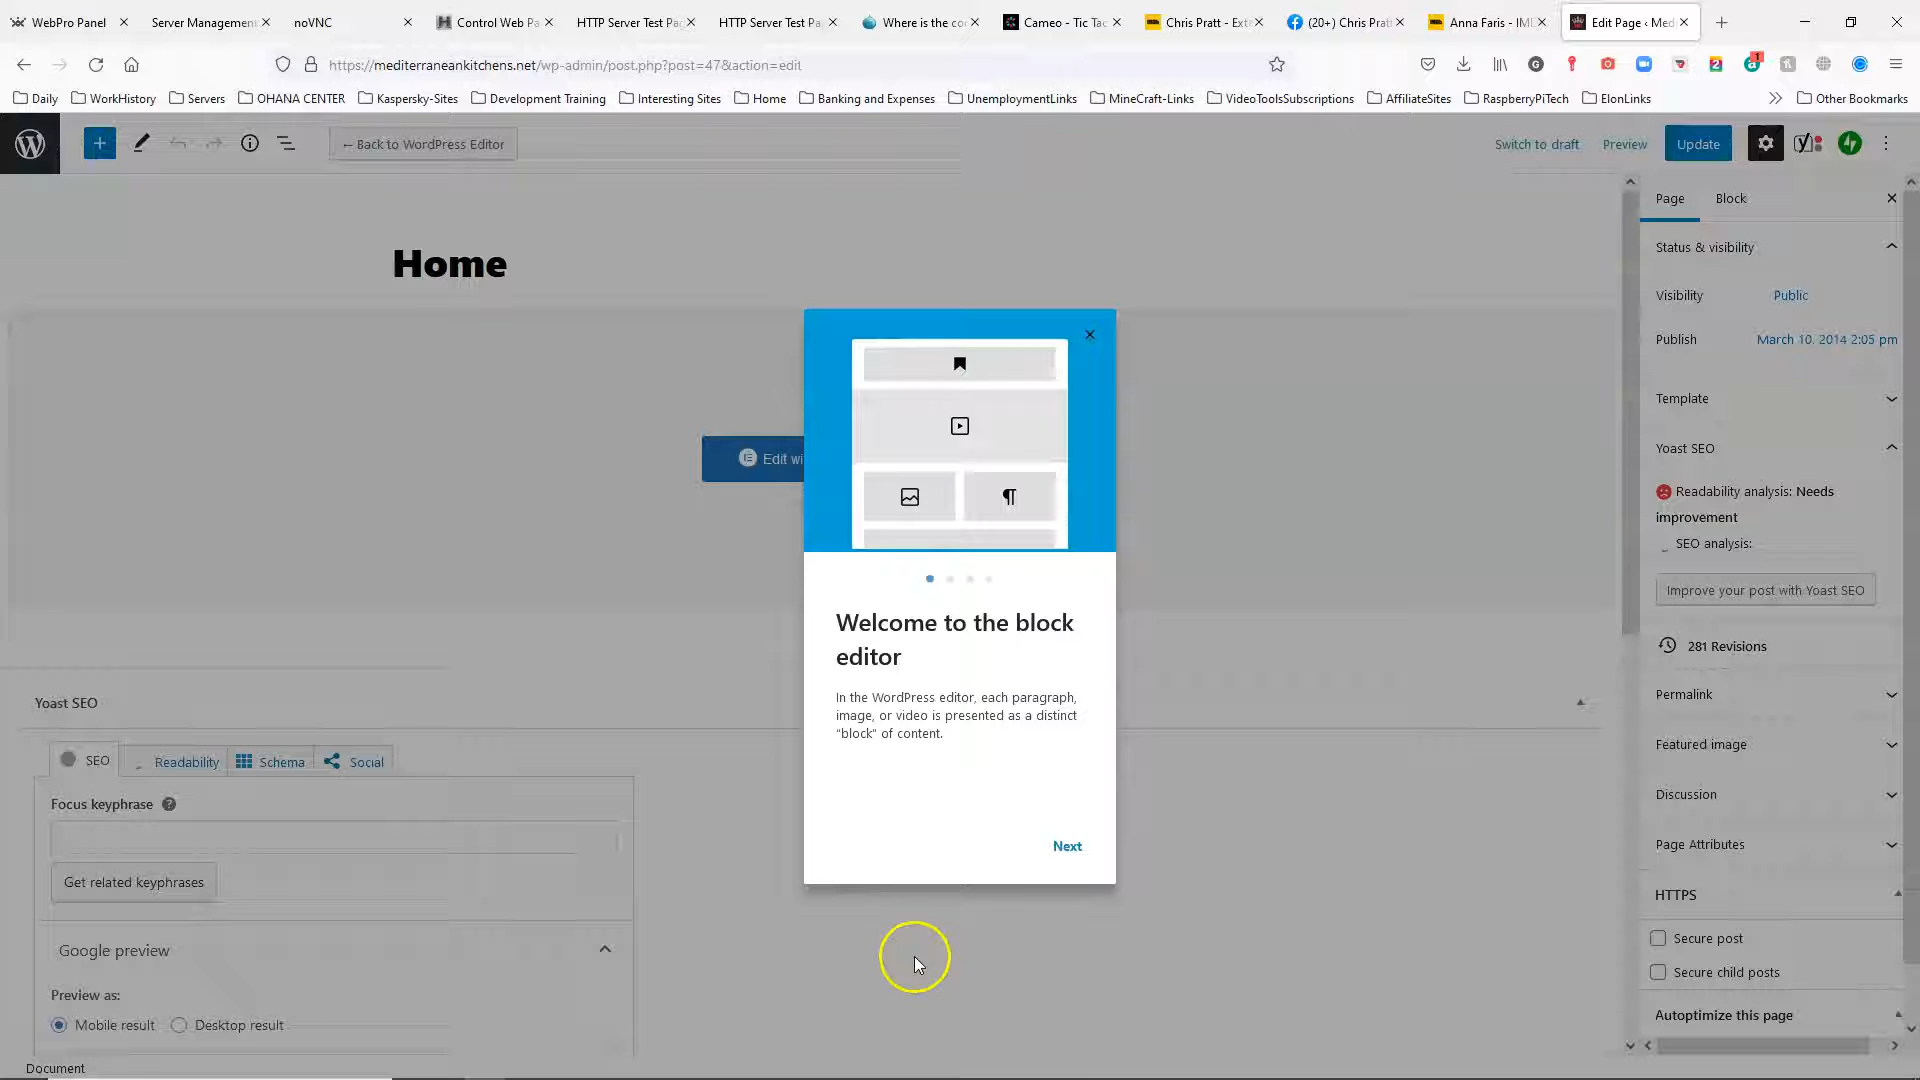 WebPro Panel
Server Management
noVNC
Control Web Pa
HTTP Server Test Pag
HTTP Server Test Pa
Where is the co
Cameo - Tic Tac
Chris Pratt - Ext
(20+) Chris Pratt
Anna Faris - IMD
Edit Page ‹ Med
https://mediterraneankitchens.net/wp-admin/post.php?post=47&action=edit
1
Daily
WorkHistory
Servers
OHANA CENTER
Kaspersky-Sites
Development Training
Interesting Sites
Home
Banking and Expenses
UnemploymentLinks
MineCraft-Links
VideoToolsSubscriptions
AffiliateSites
RaspberryPiTech
ElonLinks
Other Bookmarks
← Back to WordPress Editor
Switch to draft
Preview
Update
Page
Block
Home
Status & visibility
Visibility
Public
Publish
March 10, 2014 2:05 pm
Template
Edit wi
Yoast SEO
Readability analysis: Needs
improvement
SEO analysis:
Improve your post with Yoast SEO
281 Revisions
Permalink
Featured image
Discussion
Page Attributes
HTTPS
Secure post
Secure child posts
Autoptimize this page
Welcome to the block
editor
In the WordPress editor, each paragraph,
image, or video is presented as a distinct
"block" of content.
Next
Yoast SEO
SEO
Readability
Schema
Social
Focus keyphrase
Get related keyphrases
Google preview
Preview as:
Mobile result
Desktop result
Document